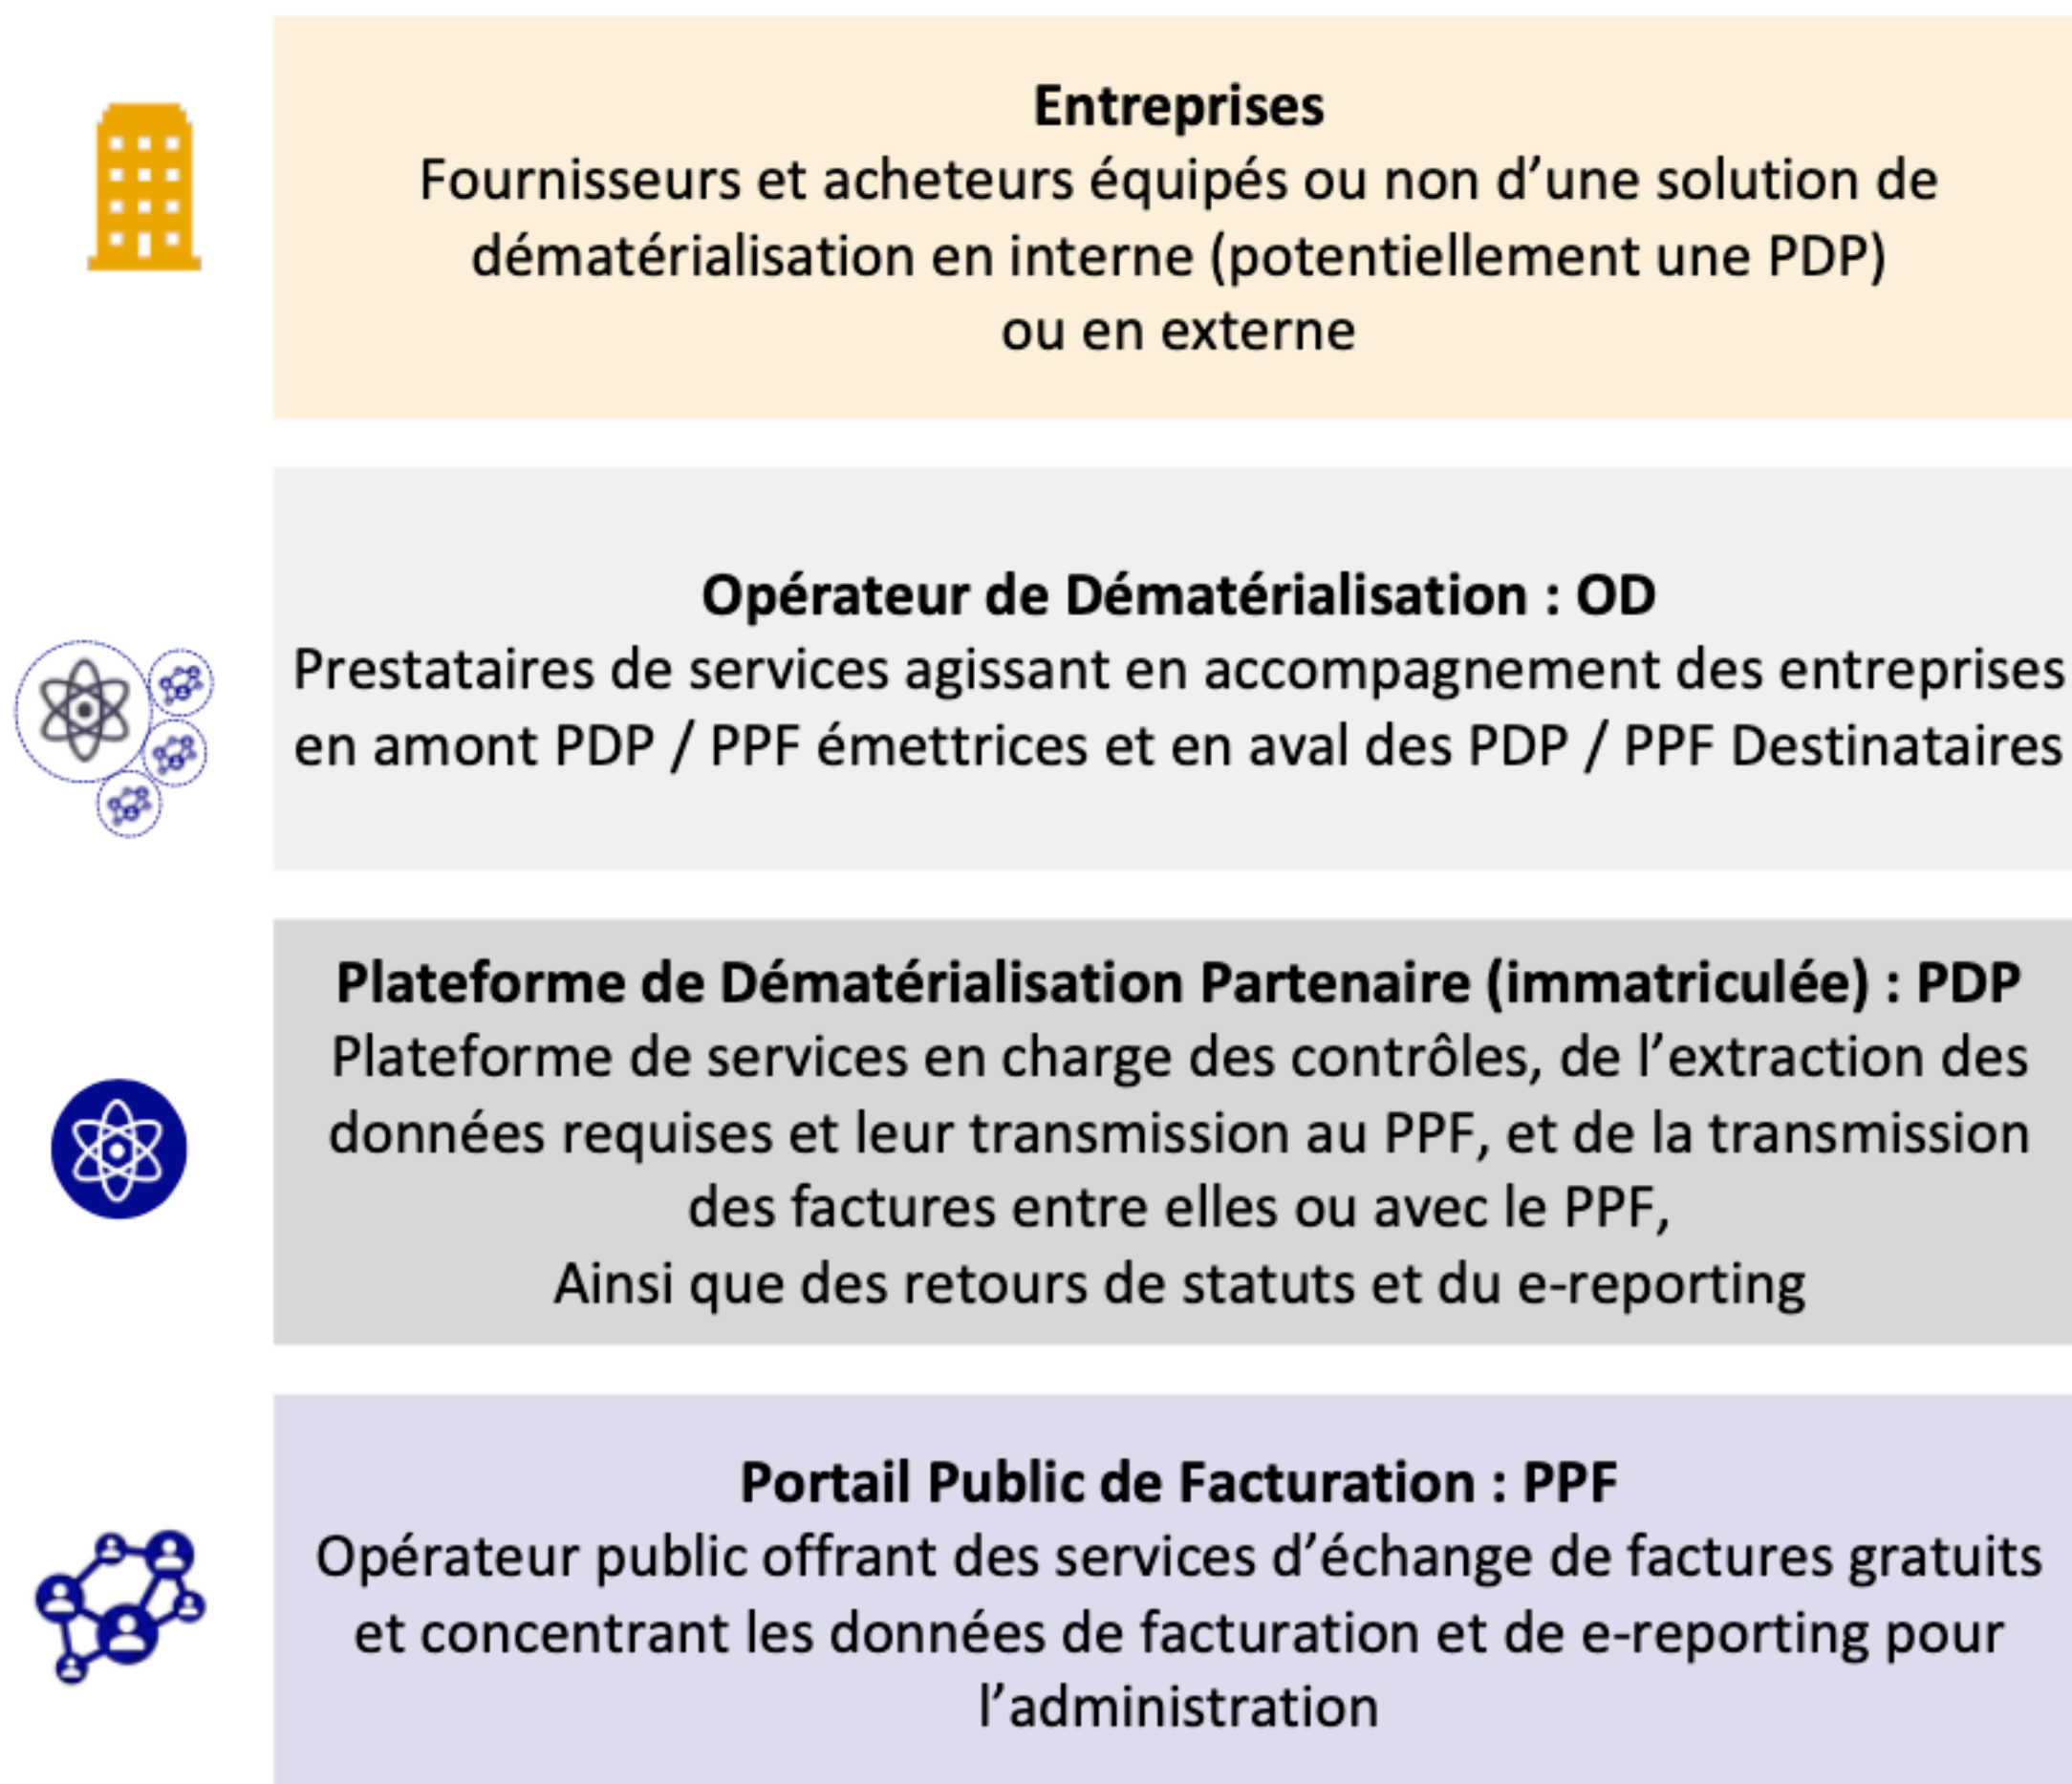 Entreprises
Fournisseurs et acheteurs équipés ou non d’une solution de
dématérialisation en interne (potentiellement une PDP)
ou en externe
Opérateur de Dématérialisation : OD
Prestataires de services agissant en accompagnement des entreprises
en amont PDP / PPF émettrices et en aval des PDP / PPF Destinataires
Plateforme de Dématérialisation Partenaire (immatriculée) : PDP
Plateforme de services en charge des contrôles, de l’extraction des
données requises et leur transmission au PPF, et de la transmission
des factures entre elles ou avec le PPF,
Ainsi que des retours de statuts et du e-reporting
Portail Public de Facturation : PPF
Opérateur public offrant des services d’échange de factures gratuits
et concentrant les données de facturation et de e-reporting pour
l’administration